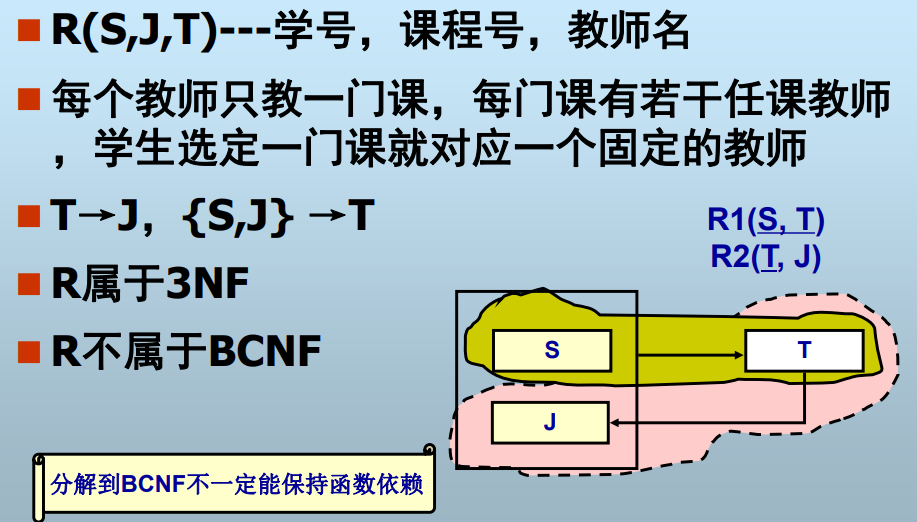 R(S,J,T)---学号，课程号，教师名
每个教师只教一门课，每门课有若干任课教师
，学生选定一门课就对应一个固定的教师
T→J，{S,J} →T
R1(S, T)
R2(T, J)
R属于3NF
R不属于BCNF
S
T
J
分解到BCNF不一定能保持函数依赖